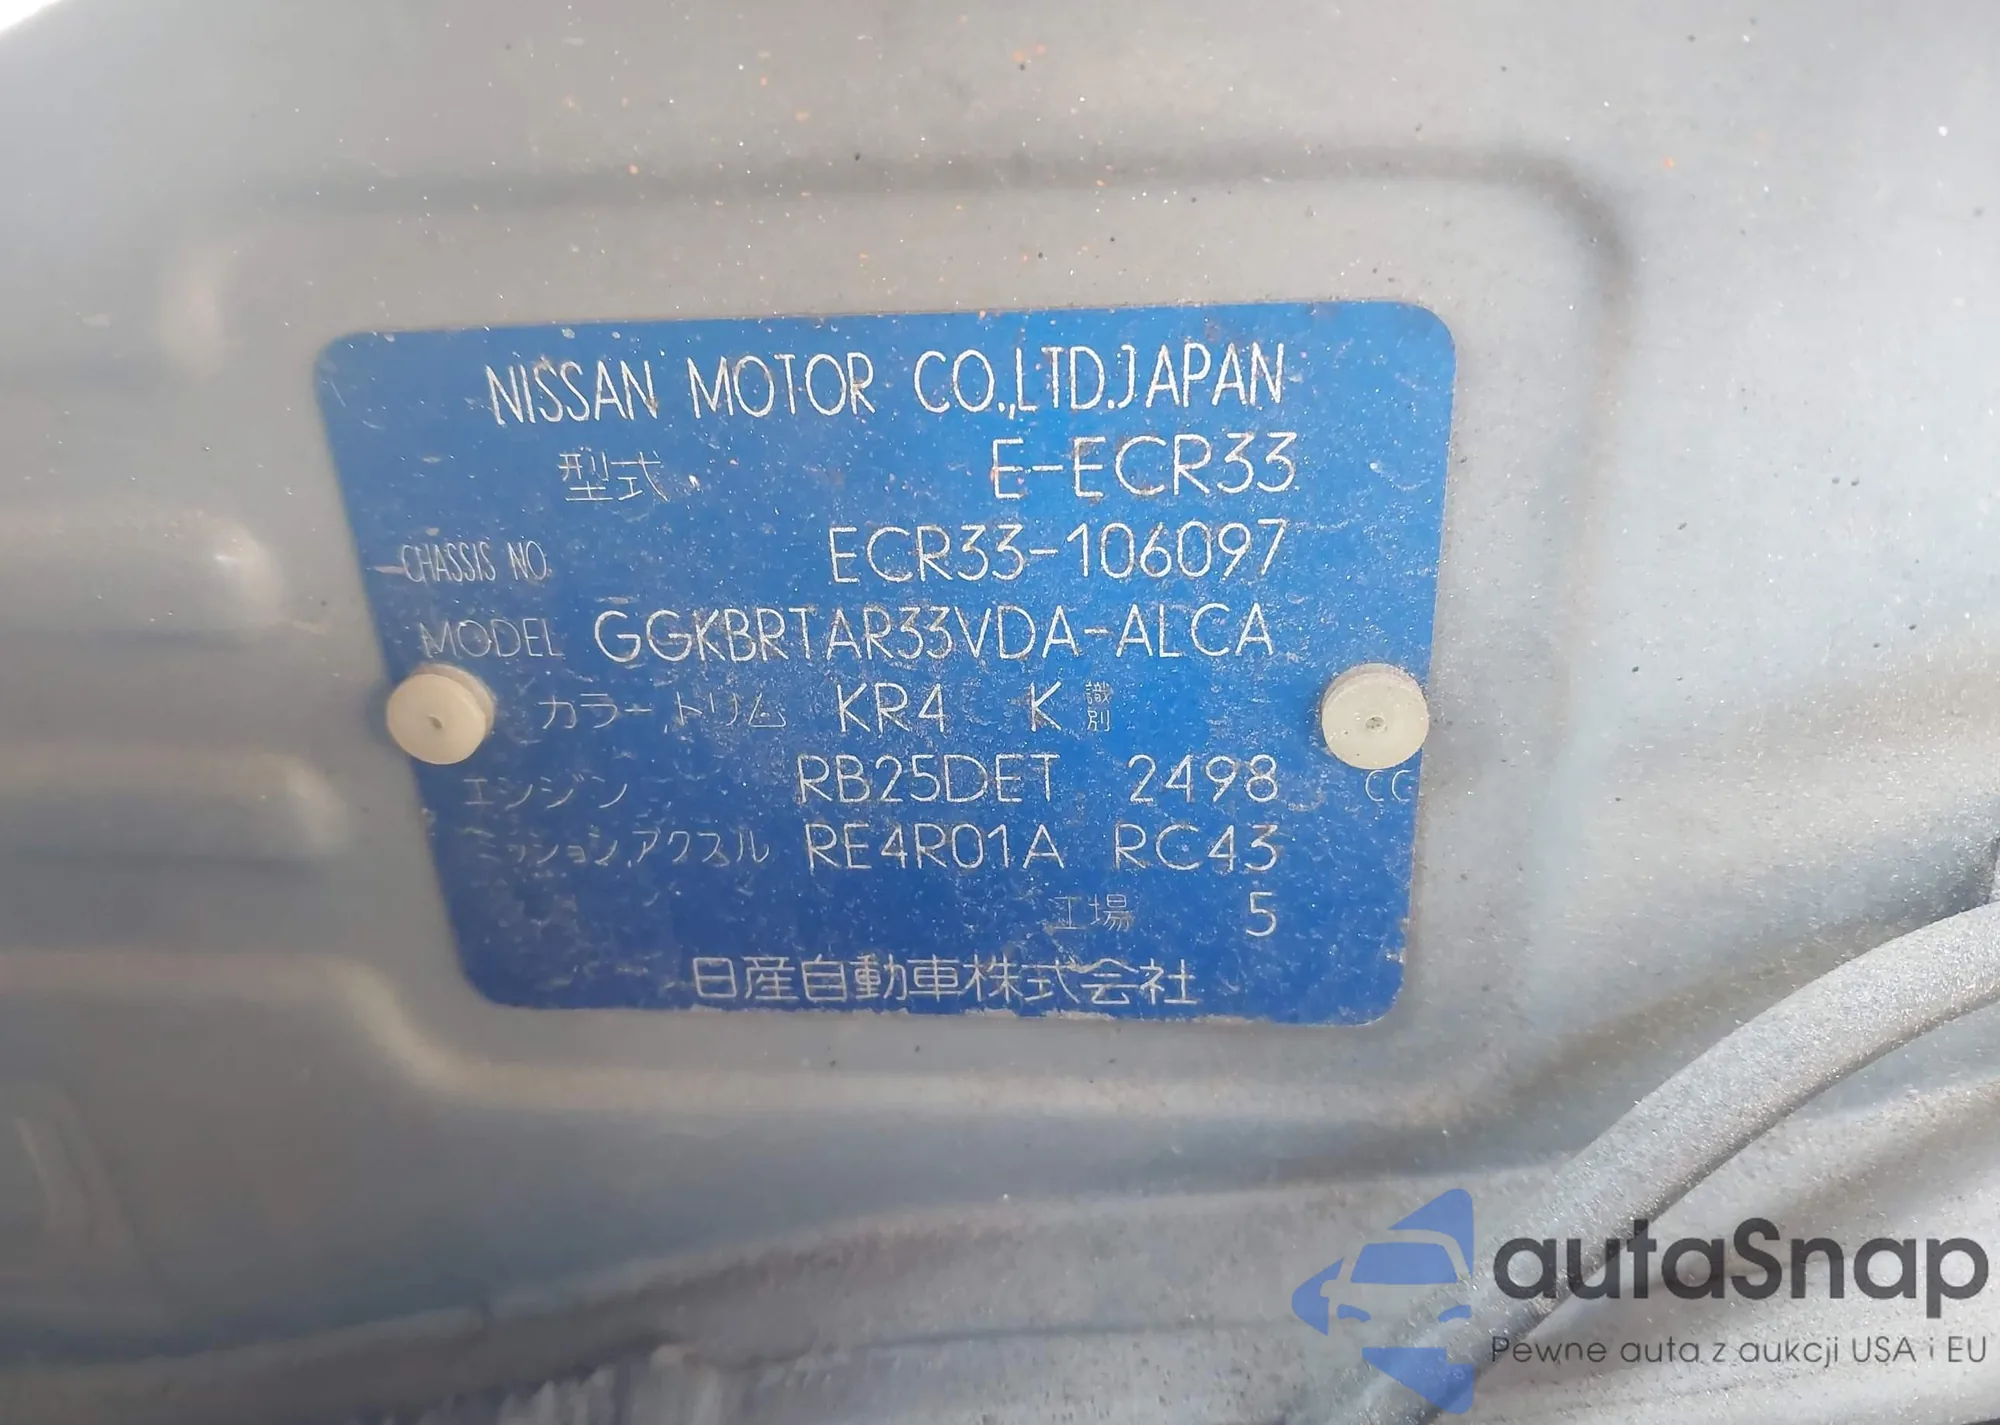 NISSAN MOTOR CO.,LTD.JAPAN
型式 E-ECR33
CHASSIS NO. ECR33-106097
MODEL GGKBRTAR33VDA-ALCA
カラー トリム KR4 K 識別
エンジン RB25DET 2498 CC
ミッション,アクスル RE4R01A RC43
工場 5
日産自動車株式会社
autaSnap
Pewne auta z aukcji USA i EU